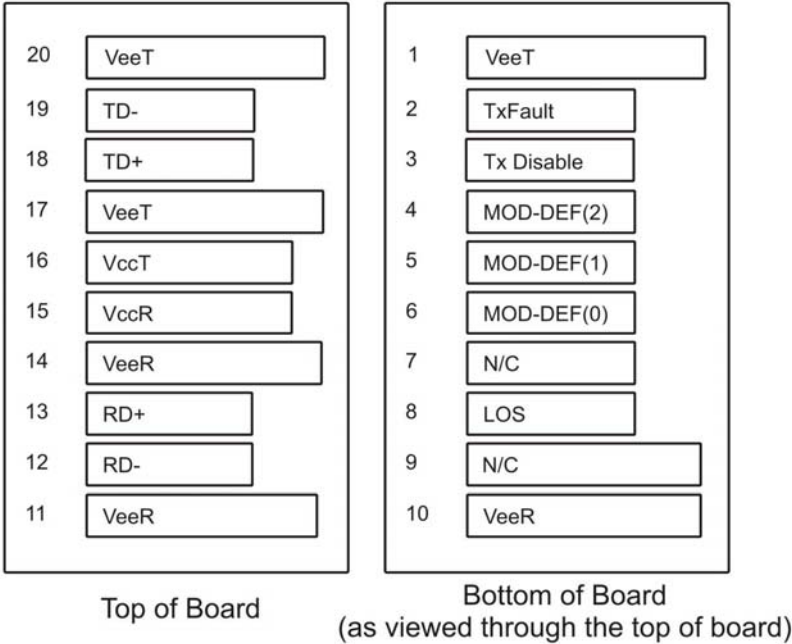 20 VeeT
19 TD-
18 TD+
17 VeeT
16 VccT
15 VccR
14 VeeR
13 RD+
12 RD-
11 VeeR
Top of Board
1 VeeT
2 TxFault
3 Tx Disable
4 MOD-DEF(2)
5 MOD-DEF(1)
6 MOD-DEF(0)
7 N/C
8 LOS
9 N/C
10 VeeR
Bottom of Board
(as viewed through the top of board)